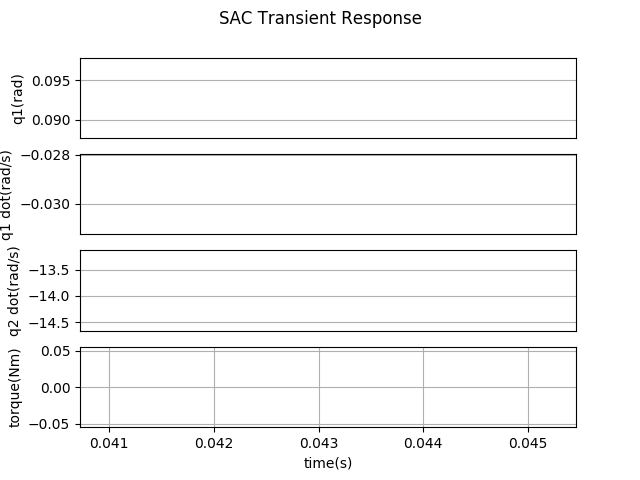 SAC Transient Response
q1(rad)
0.095
0.090
q1 dot(rad/s)
−0.028
−0.030
q2 dot(rad/s)
−13.5
−14.0
−14.5
torque(Nm)
0.05
0.00
−0.05
0.041 0.042 0.043 0.044 0.045
time(s)